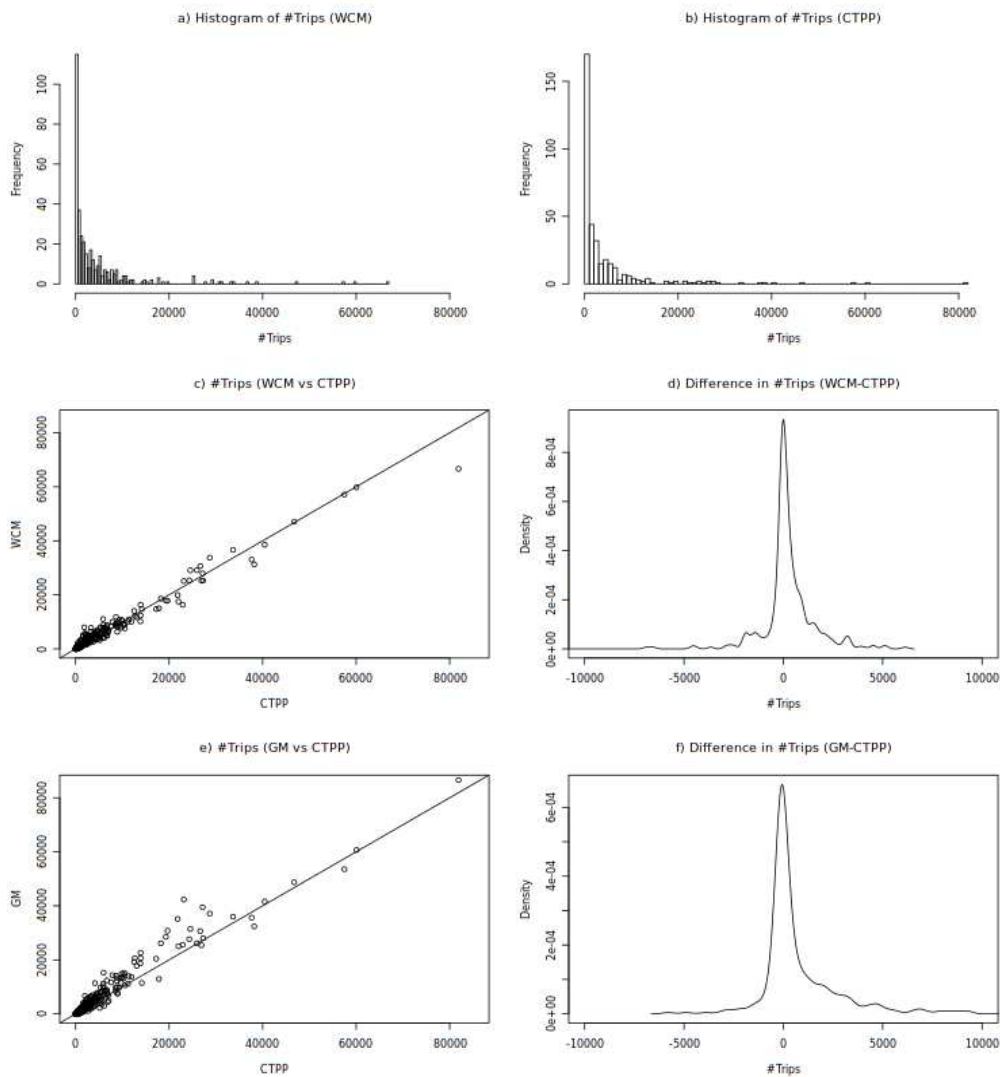 a) Histogram of #Trips (WCM)
Frequency
0 20 40 60 80 100
0 20000 40000 60000 80000
#Trips
b) Histogram of #Trips (CTPP)
Frequency
0 50 100 150
0 20000 40000 60000 80000
#Trips
c) #Trips (WCM vs CTPP)
WCM
0 20000 40000 60000 80000
0 20000 40000 60000 80000
CTPP
d) Difference in #Trips (WCM-CTPP)
Density
0e+00 2e-04 4e-04 6e-04 8e-04
-10000 -5000 0 5000 10000
#Trips
e) #Trips (GM vs CTPP)
GM
0 20000 40000 60000 80000
0 20000 40000 60000 80000
CTPP
f) Difference in #Trips (GM-CTPP)
Density
0e+00 2e-04 4e-04 6e-04
-10000 -5000 0 5000 10000
#Trips